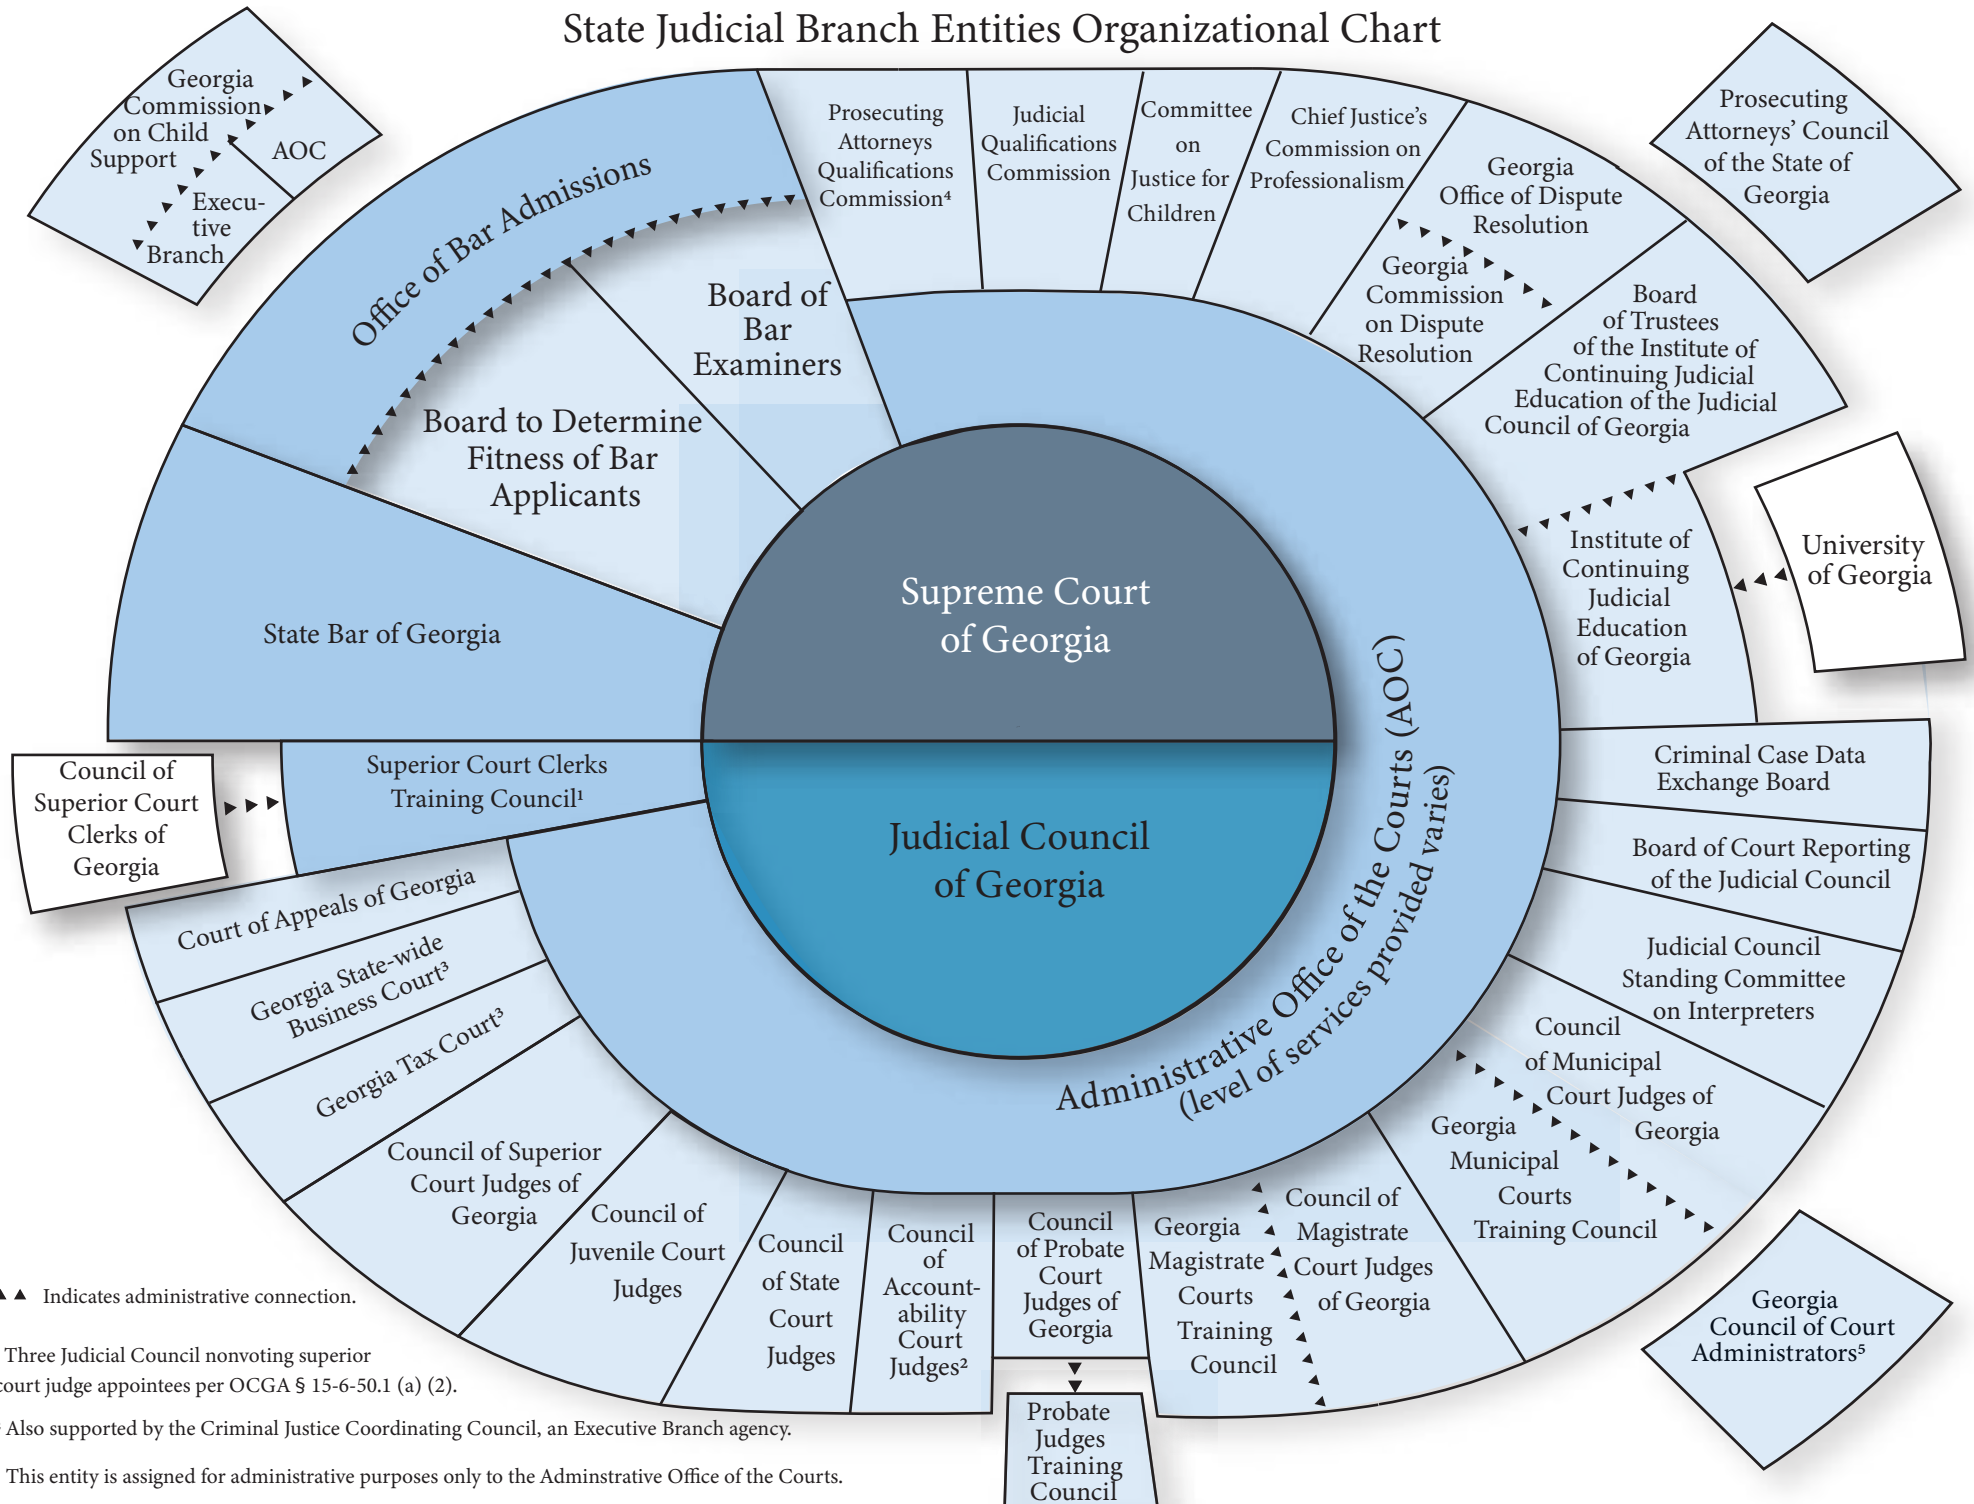 State Judicial Branch Entities Organizational Chart
Georgia
Commission
on Child
Support
AOC
Execu-
tive
Branch
Office of Bar Admissions
Board of
Bar
Examiners
Board to Determine
Fitness of Bar
Applicants
State Bar of Georgia
Prosecuting
Attorneys
Qualifications
Commission⁴
Judicial
Qualifications
Commission
Committee
on
Justice for
Children
Chief Justice's
Commission on
Professionalism
Georgia
Office of Dispute
Resolution
Georgia
Commission
on Dispute
Resolution
Prosecuting
Attorneys' Council
of the State of
Georgia
Board
of Trustees
of the Institute of
Continuing Judicial
Education of the Judicial
Council of Georgia
Institute of
Continuing
Judicial
Education
of Georgia
University
of Georgia
Supreme Court
of Georgia
Judicial Council
of Georgia
Administrative Office of the Courts (AOC)
(level of services provided varies)
Superior Court Clerks
Training Council¹
Council of
Superior Court
Clerks of
Georgia
Criminal Case Data
Exchange Board
Board of Court Reporting
of the Judicial Council
Judicial Council
Standing Committee
on Interpreters
Council
of Municipal
Court Judges of
Georgia
Georgia
Municipal
Courts
Training Council
Court of Appeals of Georgia
Georgia State-wide
Business Court³
Georgia Tax Court³
Council of Superior
Court Judges of
Georgia
Council of
Juvenile Court
Judges
Council
of State
Court
Judges
Council
of
Account-
ability
Court
Judges²
Council
of Probate
Court
Judges of
Georgia
Georgia
Magistrate
Courts
Training
Council
Council of
Magistrate
Court Judges
of Georgia
Probate
Judges
Training
Council
Georgia
Council of Court
Administrators⁵
Indicates administrative connection.
Three Judicial Council nonvoting superior
court judge appointees per OCGA § 15-6-50.1 (a) (2).
Also supported by the Criminal Justice Coordinating Council, an Executive Branch agency.
This entity is assigned for administrative purposes only to the Adminstrative Office of the Courts.